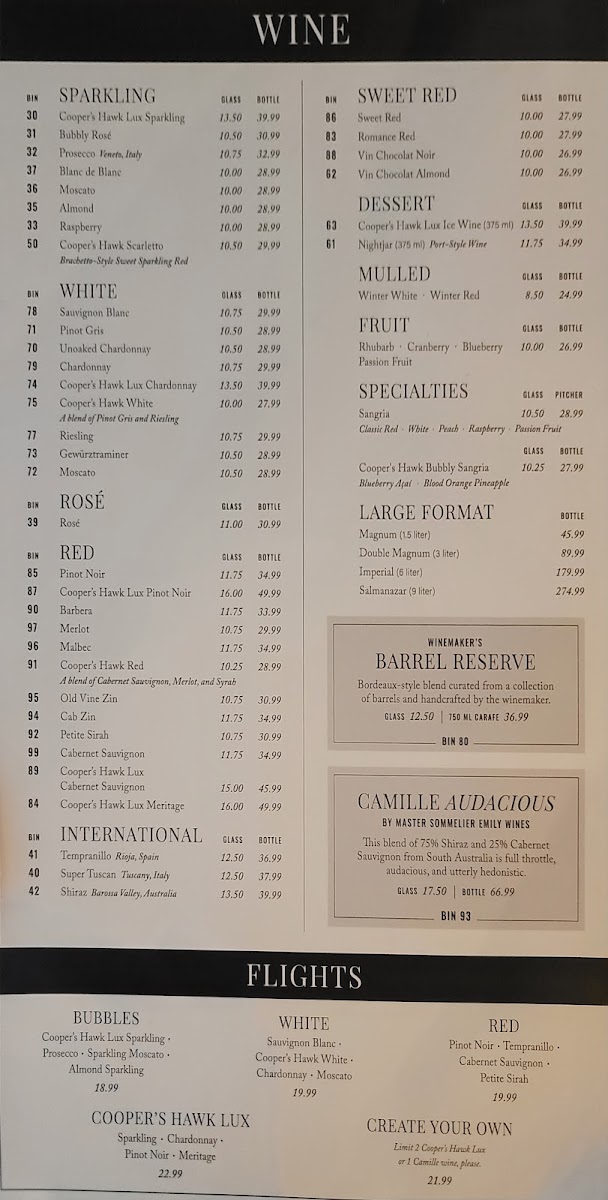 WINE
BIN SPARKLING GLASS BOTTLE
30 Cooper's Hawk Lux Sparkling 13.50 39.99
31 Bubbly Rosé 10.50 30.99
32 Prosecco Veneto, Italy 10.75 32.99
37 Blanc de Blanc 10.00 28.99
36 Moscato 10.00 28.99
35 Almond 10.00 28.99
33 Raspberry 10.00 28.99
50 Cooper's Hawk Scarletto 10.50 29.99
Brachetto-Style Sweet Sparkling Red
BIN WHITE GLASS BOTTLE
78 Sauvignon Blanc 10.75 29.99
71 Pinot Gris 10.50 28.99
70 Unoaked Chardonnay 10.50 28.99
79 Chardonnay 10.75 29.99
74 Cooper's Hawk Lux Chardonnay 13.50 39.99
75 Cooper's Hawk White 10.00 27.99
A blend of Pinot Gris and Riesling
77 Riesling 10.75 29.99
73 Gewürztraminer 10.50 28.99
72 Moscato 10.50 28.99
BIN ROSÉ GLASS BOTTLE
39 Rosé 11.00 30.99
BIN RED GLASS BOTTLE
85 Pinot Noir 11.75 34.99
87 Cooper's Hawk Lux Pinot Noir 16.00 49.99
90 Barbera 11.75 33.99
97 Merlot 10.75 29.99
96 Malbec 11.75 34.99
91 Cooper's Hawk Red 10.25 28.99
A blend of Cabernet Sauvignon, Merlot, and Syrah
95 Old Vine Zin 10.75 30.99
94 Cab Zin 11.75 34.99
92 Petite Sirah 10.75 30.99
99 Cabernet Sauvignon 11.75 34.99
89 Cooper's Hawk Lux
Cabernet Sauvignon 15.00 45.99
84 Cooper's Hawk Lux Meritage 16.00 49.99
BIN INTERNATIONAL GLASS BOTTLE
41 Tempranillo Rioja, Spain 12.50 36.99
40 Super Tuscan Tuscany, Italy 12.50 37.99
42 Shiraz Barossa Valley, Australia 13.50 39.99
BIN SWEET RED GLASS BOTTLE
86 Sweet Red 10.00 27.99
83 Romance Red 10.00 27.99
88 Vin Chocolat Noir 10.00 26.99
62 Vin Chocolat Almond 10.00 26.99
DESSERT GLASS BOTTLE
63 Cooper's Hawk Lux Ice Wine (375 ml) 13.50 39.99
61 Nightjar (375 ml) Port-Style Wine 11.75 34.99
MULLED GLASS BOTTLE
Winter White · Winter Red 8.50 24.99
FRUIT GLASS BOTTLE
Rhubarb · Cranberry · Blueberry 10.00 26.99
Passion Fruit
SPECIALTIES GLASS PITCHER
Sangria 10.50 28.99
Classic Red · White · Peach · Raspberry · Passion Fruit
GLASS BOTTLE
Cooper's Hawk Bubbly Sangria 10.25 27.99
Blueberry Açaí · Blood Orange Pineapple
LARGE FORMAT BOTTLE
Magnum (1.5 liter) 45.99
Double Magnum (3 liter) 89.99
Imperial (6 liter) 179.99
Salmanazar (9 liter) 274.99
WINEMAKER'S
BARREL RESERVE
Bordeaux-style blend curated from a collection
of barrels and handcrafted by the winemaker.
GLASS 12.50 | 750 ML CARAFE 36.99
BIN 80
CAMILLE AUDACIOUS
BY MASTER SOMMELIER EMILY WINES
This blend of 75% Shiraz and 25% Cabernet
Sauvignon from South Australia is full throttle,
audacious, and utterly hedonistic.
GLASS 17.50 | BOTTLE 66.99
BIN 93
FLIGHTS
BUBBLES
Cooper's Hawk Lux Sparkling ·
Prosecco · Sparkling Moscato ·
Almond Sparkling
18.99
WHITE
Sauvignon Blanc ·
Cooper's Hawk White ·
Chardonnay · Moscato
19.99
RED
Pinot Noir · Tempranillo ·
Cabernet Sauvignon ·
Petite Sirah
19.99
COOPER'S HAWK LUX
Sparkling · Chardonnay ·
Pinot Noir · Meritage
22.99
CREATE YOUR OWN
Limit 2 Cooper's Hawk Lux
or 1 Camille wine, please.
21.99